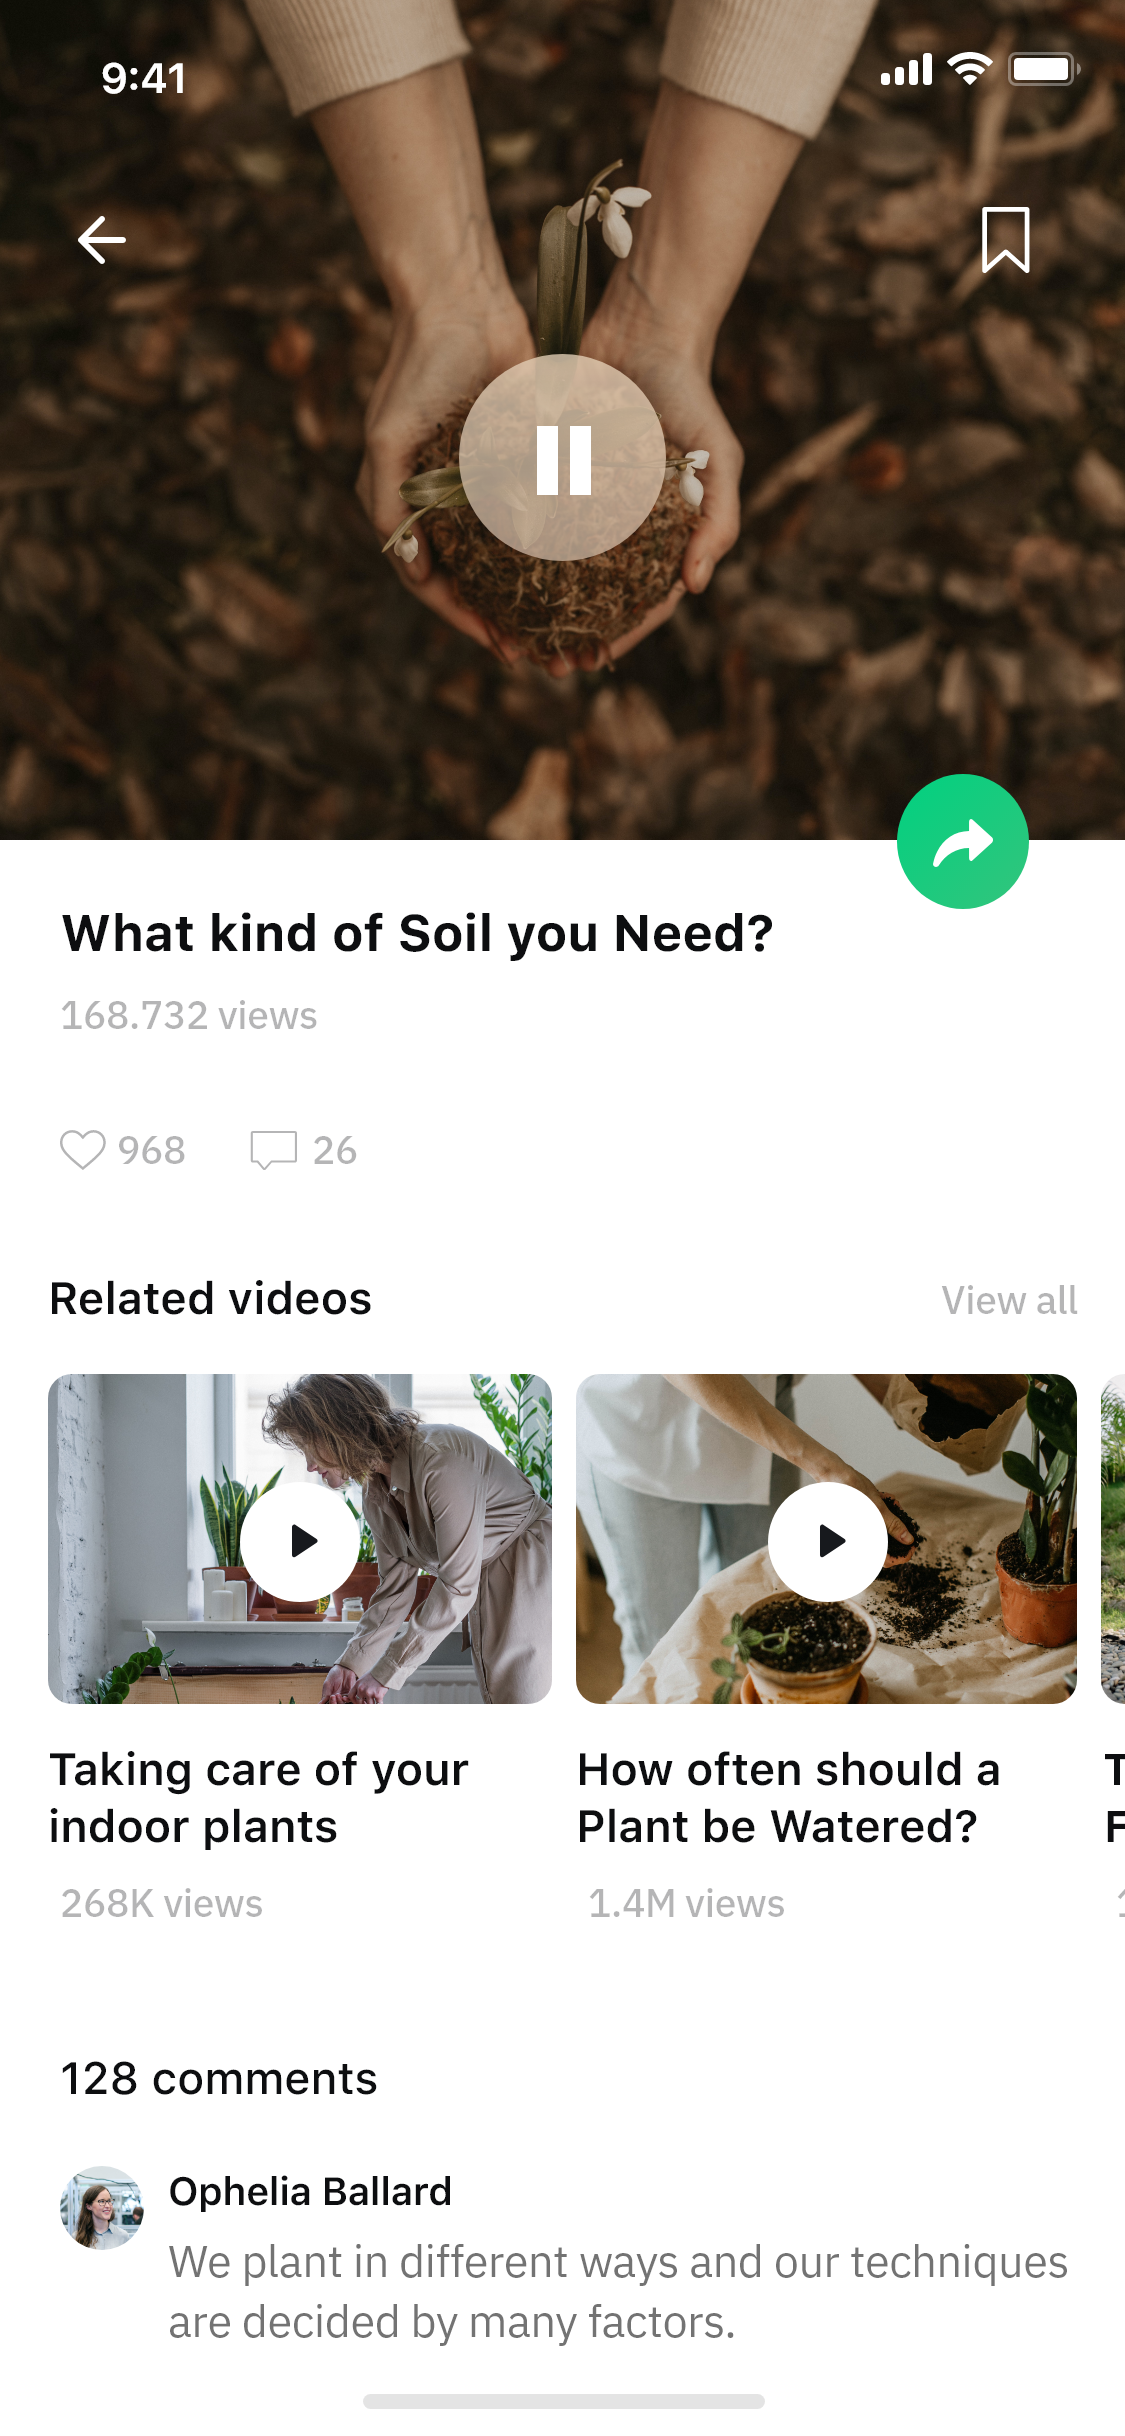 9:41
What kind of Soil you Need?
168.732 views
968
26
Related videos
View all
Taking care of your
indoor plants
268K views
How often should a
Plant be Watered?
1.4M views
128 comments
Ophelia Ballard
We plant in different ways and our techniques
are decided by many factors.